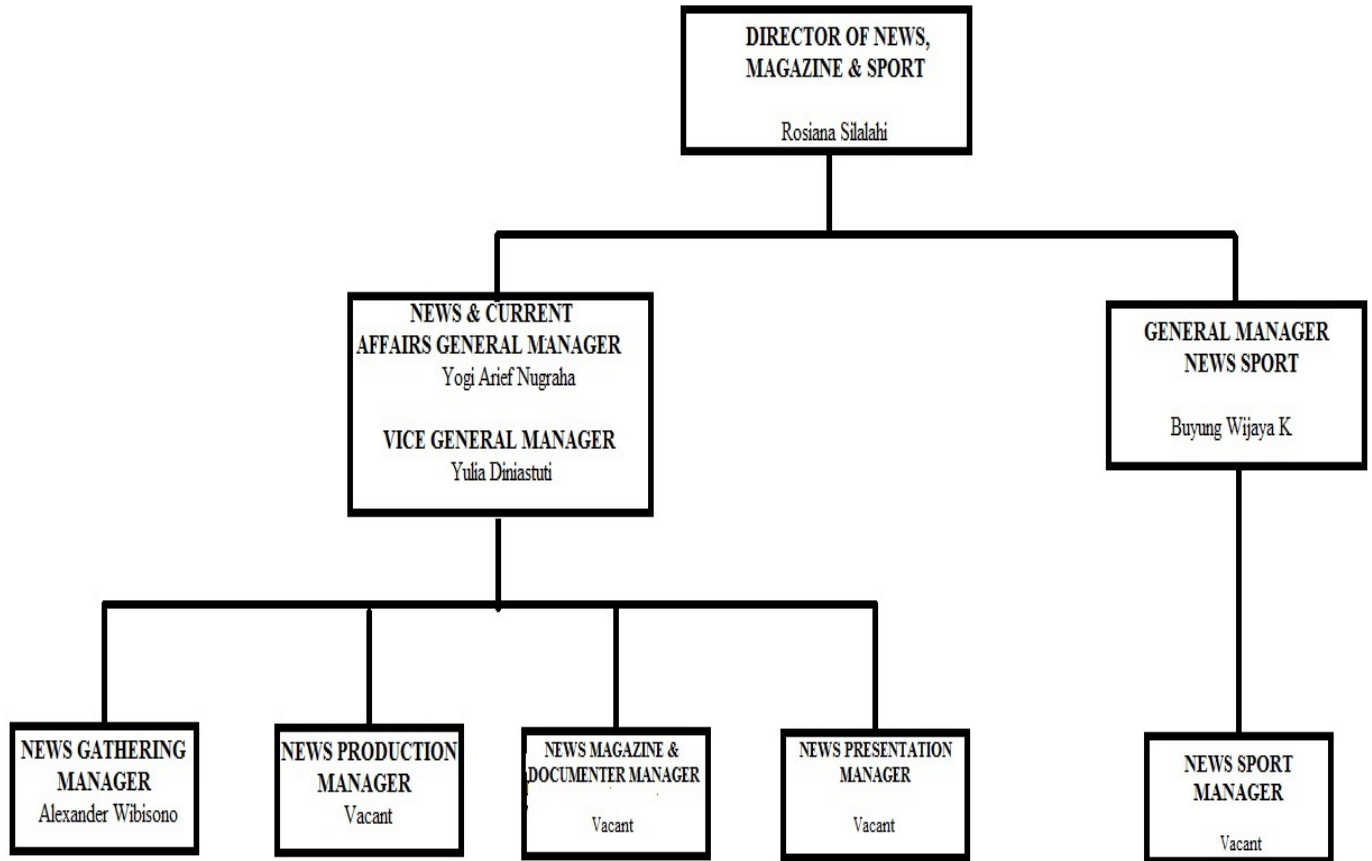 DIRECTOR OF NEWS,
MAGAZINE & SPORT
Rosiana Silalahi
NEWS & CURRENT
AFFAIRS GENERAL MANAGER
Yogi Arief Nugraha
VICE GENERAL MANAGER
Yulia Diniastuti
GENERAL MANAGER
NEWS SPORT
Buyung Wijaya K.
NEWS GATHERING
MANAGER
Alexander Wibisono
NEWS PRODUCTION
MANAGER
Vacant
NEWS MAGAZINE &
DOCUMENTER MANAGER
Vacant
NEWS PRESENTATION
MANAGER
Vacant
NEWS SPORT
MANAGER
Vacant